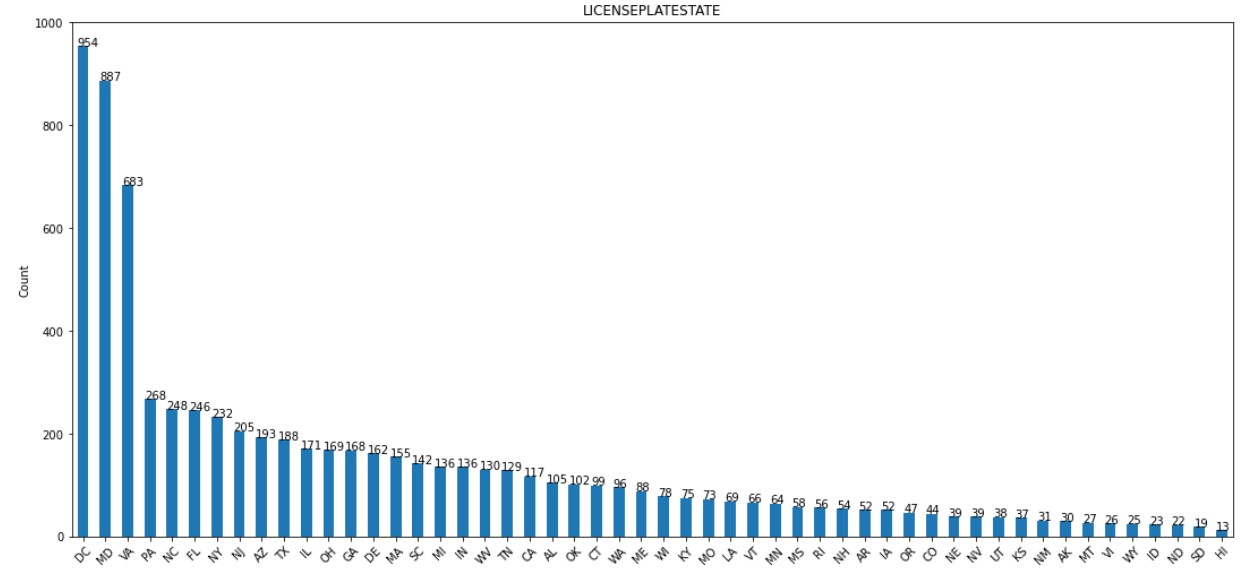 LICENSEPLATESTATE
1000
800
600
400
200
0
Count
954 887 683 268 248 246 232 205 193 188 171 169 168 162 155 142 136 136 130 129 117 105 102 99 96 88 78 75 73 69 66 64 58 56 54 52 52 47 44 39 39 38 37 31 30 27 26 25 23 22 19 13
DC MD VA PA NC FL NY NJ AZ TX IL OH GA DE MA SC MI IN WV TN CA AL OK CT WA ME WI KY MO LA VT MN MS RI NH AR IA OR CO NE NV UT KS NM AK MT VI WY ID ND SD HI